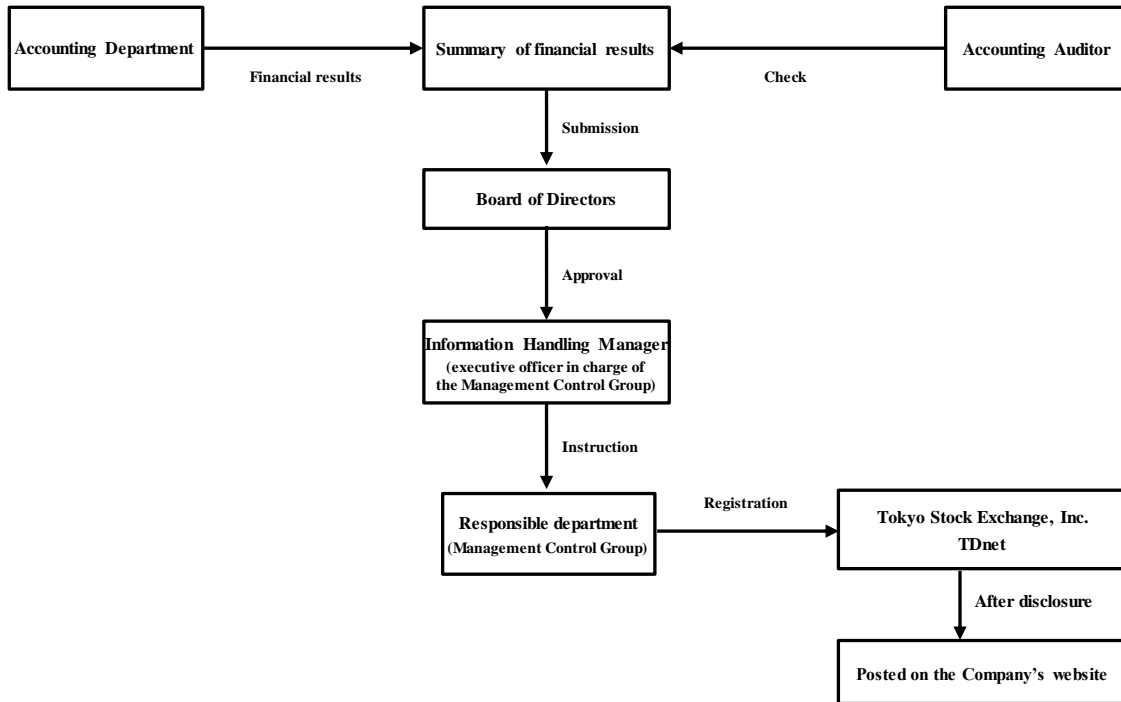 Accounting Department
Summary of financial results
Accounting Auditor
Financial results
Check
Submission
Board of Directors
Approval
Information Handling Manager
(executive officer in charge of
the Management Control Group)
Instruction
Registration
Responsible department
(Management Control Group)
Tokyo Stock Exchange, Inc.
TDnet
After disclosure
Posted on the Company's website